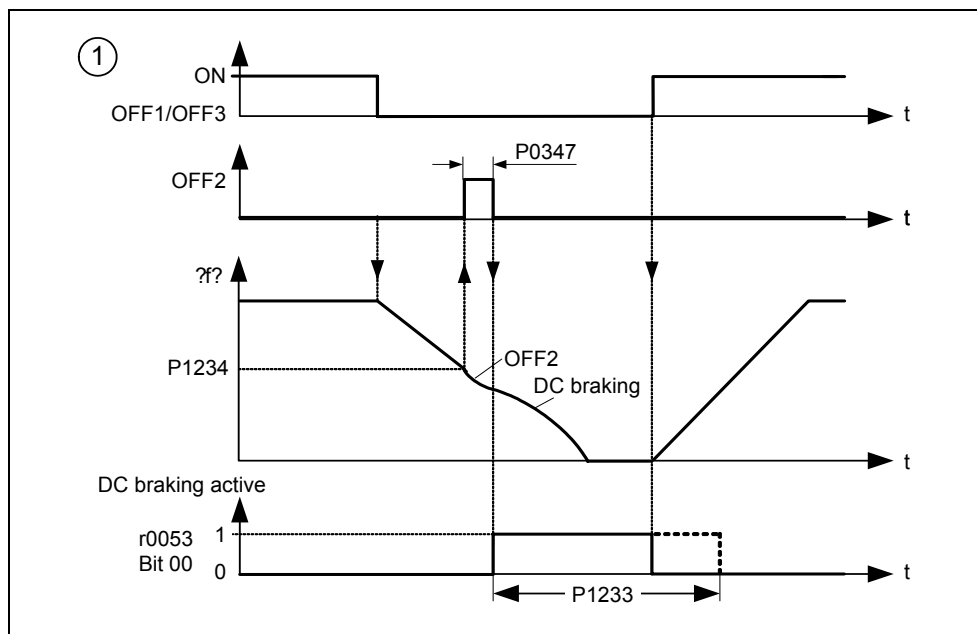 1
ON
OFF1/OFF3
t
P0347
OFF2
t
?f?
P1234
OFF2
DC braking
t
DC braking active
r0053
Bit 00
1
0
t
P1233